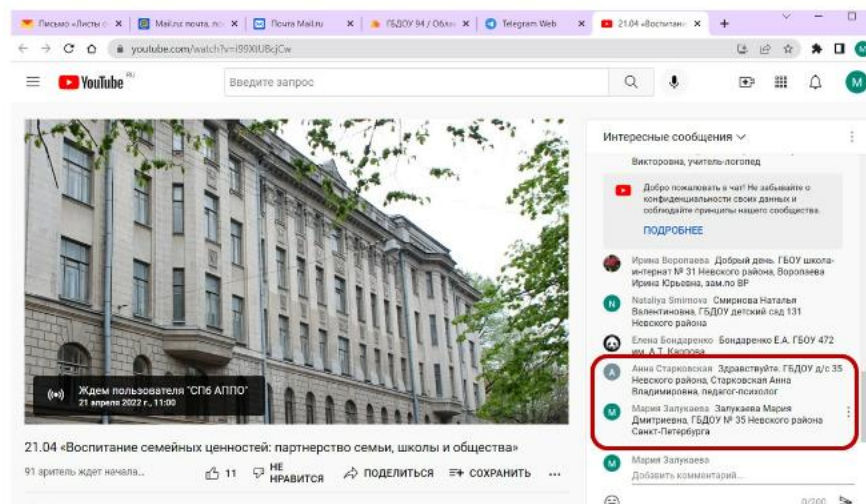 Письмо «Листы
Mail.ru: почта, по
Почта Mail.ru
ГБДОУ 94 / Обла
Telegram Web
21.04 «Воспитани
youtube.com/watch?v=i99XIUBcjCw
YouTube RU
Введите запрос
M
Интересные сообщения
Викторовна, учитель-логопед
Добро пожаловать в чат! Не забывайте о
конфиденциальности своих данных и
соблюдайте принципы нашего сообщества.
ПОДРОБНЕЕ
Ирина Воропаева Добрый день. ГБОУ школа-
интернат № 31 Невского района, Воропаева
Ирина Юрьевна, зам.по ВР
N Nataliya Smirnova Смирнова Наталья
Валентиновна, ГБДОУ детский сад 131
Невского района
Елена Бондаренко Бондаренко Е.А. ГБОУ 472
им. А.Т. Карпова
А Анна Старковская Здравствуйте. ГБДОУ д/с 35
Невского района, Старковская Анна
Владимировна, педагог-психолог
М Мария Залукаева Залукаева Мария
Дмитриевна, ГБДОУ № 35 Невского района
Санкт-Петербурга
М Мария Залукаева
Добавить комментарий...
0/200
Ждем пользователя "СПб АППО"
21 апреля 2022 г., 11:00
21.04 «Воспитание семейных ценностей: партнерство семьи, школы и общества»
91 зритель ждет начала...
11
НЕ
НРАВИТСЯ
ПОДЕЛИТЬСЯ
СОХРАНИТЬ